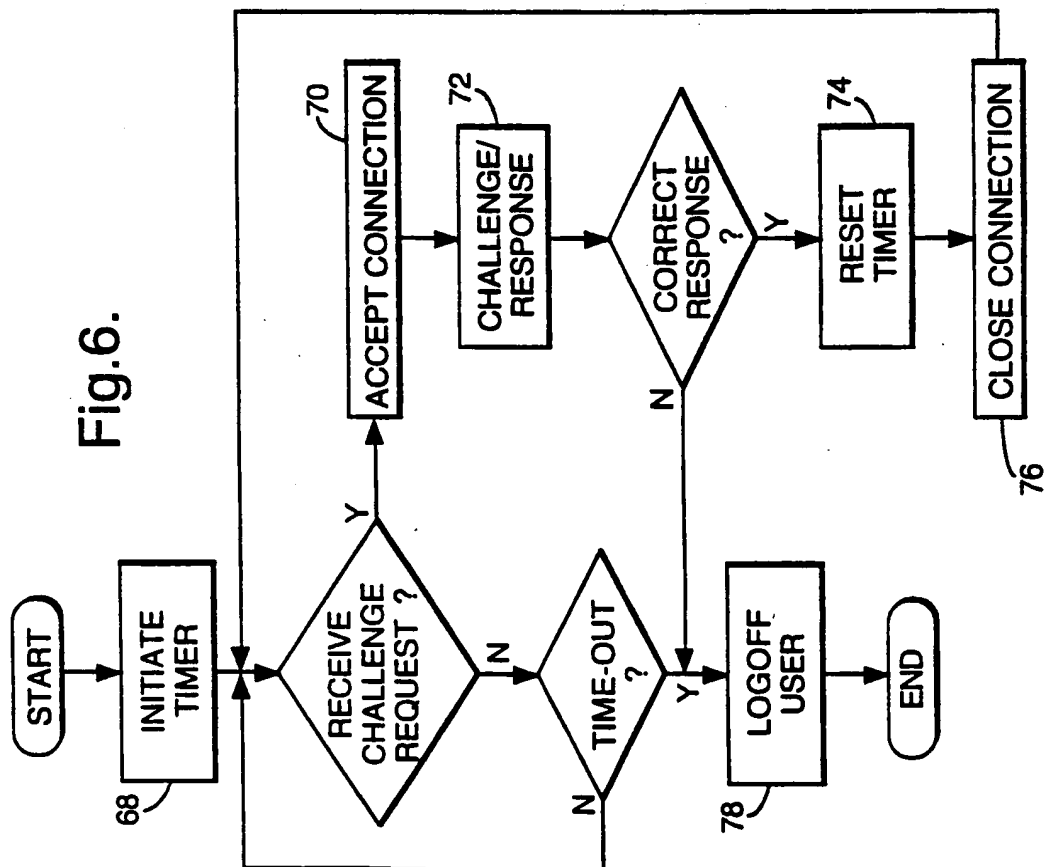 Fig.6.
START
INITIATE
TIMER
68
RECEIVE
CHALLENGE
REQUEST ?
Y
N
ACCEPT CONNECTION
70
CHALLENGE/
RESPONSE
72
CORRECT
RESPONSE
?
N
Y
RESET
TIMER
74
CLOSE CONNECTION
76
TIME-OUT
?
N
Y
LOGOFF
USER
78
END